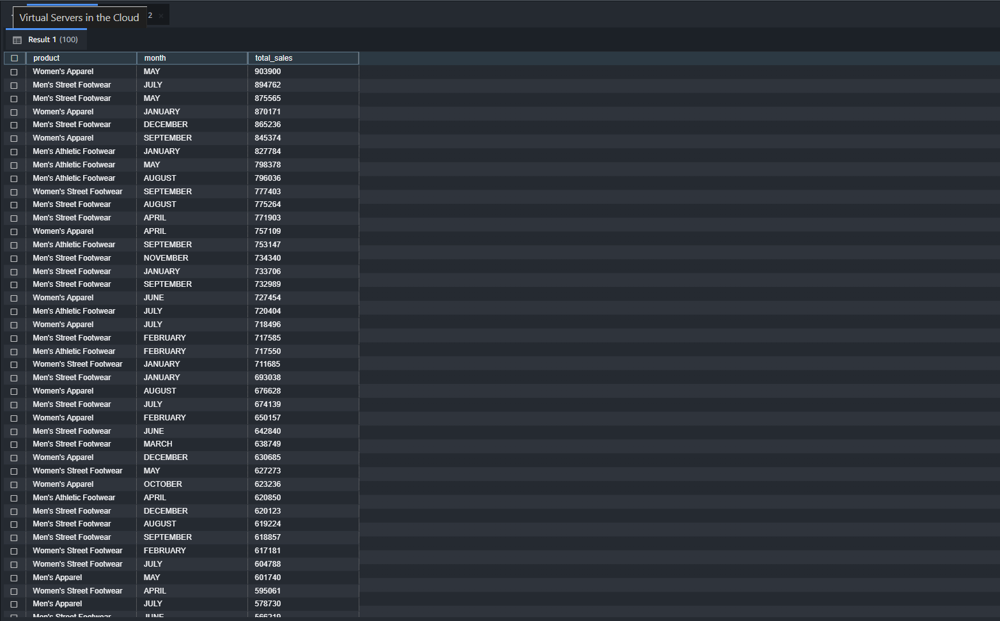 Virtual Servers in the Cloud 2 ×
Result 1 (100)
product month total_sales
Women's Apparel MAY 903900
Men's Street Footwear JULY 894762
Men's Street Footwear MAY 875565
Women's Apparel JANUARY 870171
Men's Street Footwear DECEMBER 865236
Women's Apparel SEPTEMBER 845374
Men's Athletic Footwear JANUARY 827784
Men's Athletic Footwear MAY 798378
Men's Athletic Footwear AUGUST 796036
Women's Street Footwear SEPTEMBER 777403
Men's Street Footwear AUGUST 775264
Men's Street Footwear APRIL 771903
Women's Apparel APRIL 757109
Men's Athletic Footwear SEPTEMBER 753147
Men's Street Footwear NOVEMBER 734340
Men's Street Footwear JANUARY 733706
Men's Street Footwear SEPTEMBER 732989
Women's Apparel JUNE 727454
Men's Athletic Footwear JULY 720404
Women's Apparel JULY 718496
Men's Street Footwear FEBRUARY 717585
Men's Athletic Footwear FEBRUARY 717550
Women's Street Footwear JANUARY 711685
Men's Street Footwear JANUARY 693038
Women's Apparel AUGUST 676628
Men's Street Footwear JULY 674139
Women's Apparel FEBRUARY 650157
Men's Street Footwear JUNE 642840
Men's Street Footwear MARCH 638749
Women's Apparel DECEMBER 630685
Women's Street Footwear MAY 627273
Women's Apparel OCTOBER 623236
Men's Athletic Footwear APRIL 620850
Men's Street Footwear DECEMBER 620123
Men's Street Footwear AUGUST 619224
Men's Street Footwear SEPTEMBER 618857
Women's Street Footwear FEBRUARY 617181
Women's Street Footwear JULY 604788
Men's Apparel MAY 601740
Women's Street Footwear APRIL 595061
Men's Apparel JULY 578730
Men's Street Footwear JUNE 566219